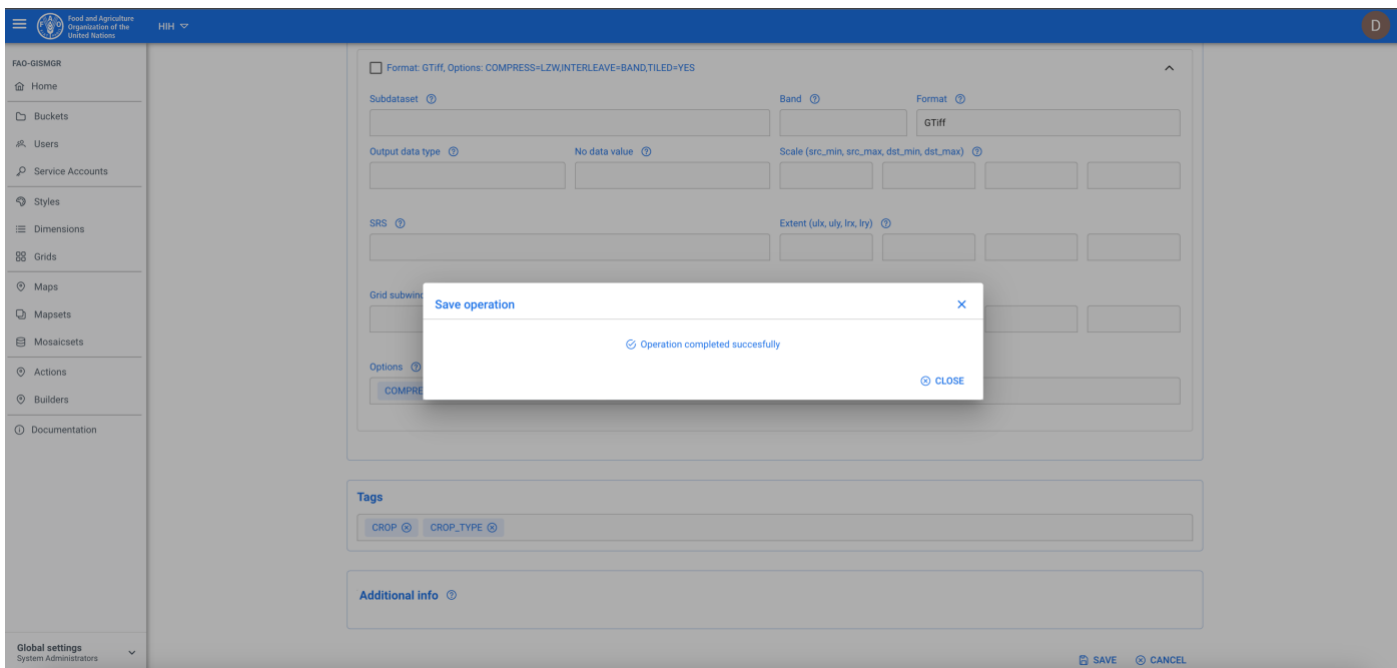 Food and Agriculture
Organization of the
United Nations
HIH
D
FAO-GISMGR
Home
Buckets
Users
Service Accounts
Styles
Dimensions
Grids
Maps
Mapsets
Mosaicsets
Actions
Builders
Documentation
Global settings
System Administrators
Format: GTiff, Options: COMPRESS=LZW,INTERLEAVE=BAND,TILED=YES
Subdataset Band Format
GTiff
Output data type No data value Scale (src_min, src_max, dst_min, dst_max)
SRS Extent (ulx, uly, lrx, lry)
Grid subwind
Save operation
Operation completed succesfully
CLOSE
Options
COMPRE
Tags
CROP CROP_TYPE
Additional info
SAVE CANCEL